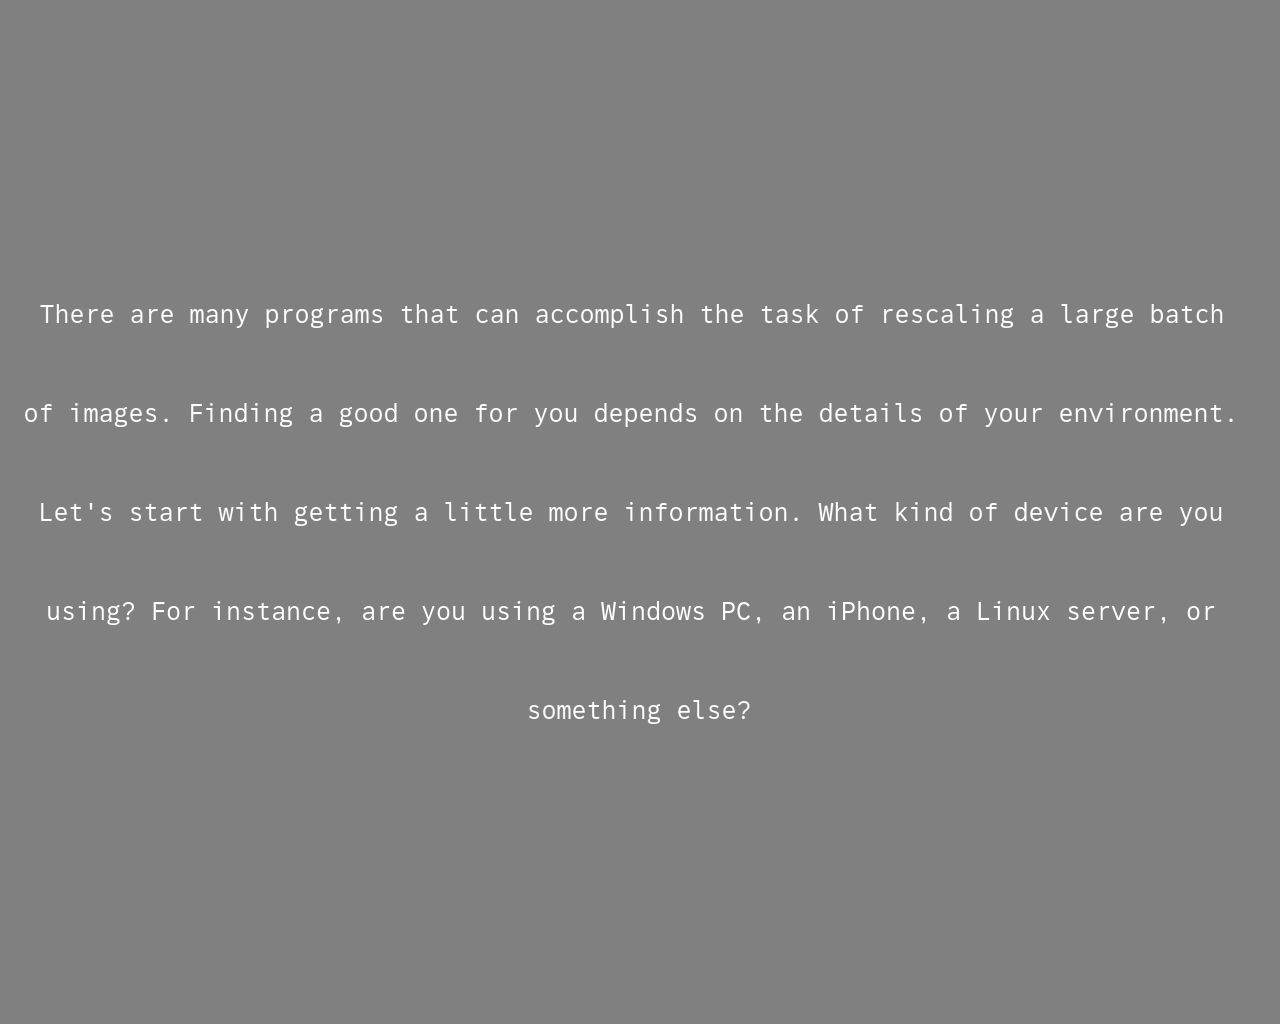 There are many programs that can accomplish the task of rescaling a large batch
of images. Finding a good one for you depends on the details of your environment.
Let's start with getting a little more information. What kind of device are you
using? For instance, are you using a Windows PC, an iPhone, a Linux server, or
something else?